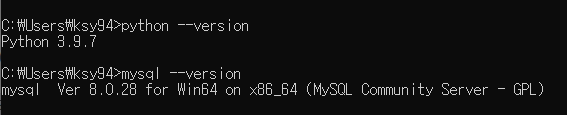 C:₩Users₩ksy94>python --version
Python 3.9.7
C:₩Users₩ksy94>mysql --version
mysql  Ver 8.0.28 for Win64 on x86_64 (MySQL Community Server - GPL)